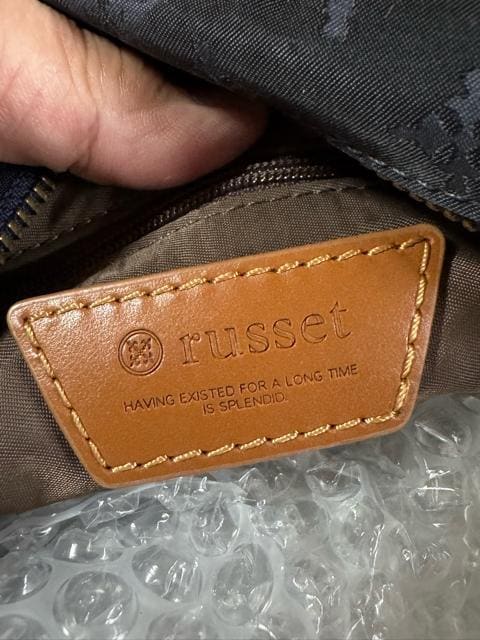 russet
HAVING EXISTED FOR A LONG TIME
IS SPLENDID.